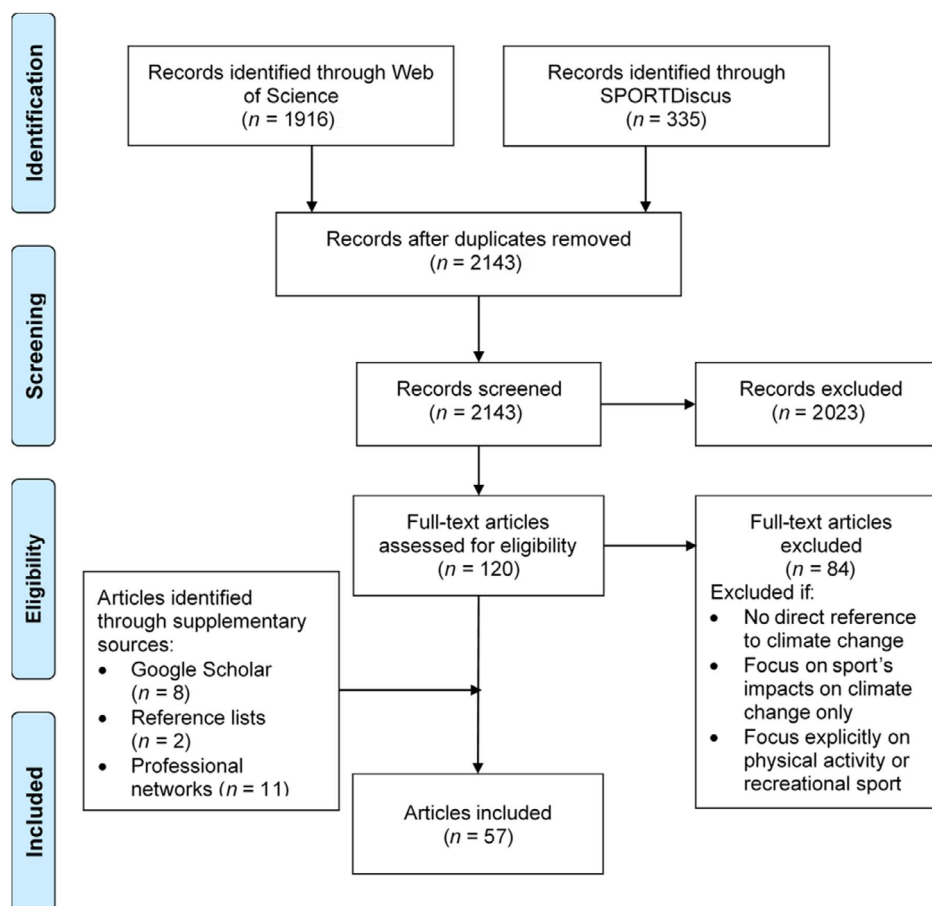 Identification
Records identified through Web
of Science
(n = 1916)
Records identified through
SPORTDiscus
(n = 335)
Records after duplicates removed
(n = 2143)
Screening
Records screened
(n = 2143)
Records excluded
(n = 2023)
Eligibility
Full-text articles
assessed for eligibility
(n = 120)
Full-text articles
excluded
(n = 84)
Excluded if:
• No direct reference
to climate change
• Focus on sport's
impacts on climate
change only
• Focus explicitly on
physical activity or
recreational sport
Articles identified
through supplementary
sources:
• Google Scholar
(n = 8)
• Reference lists
(n = 2)
• Professional
networks (n = 11)
Included
Articles included
(n = 57)